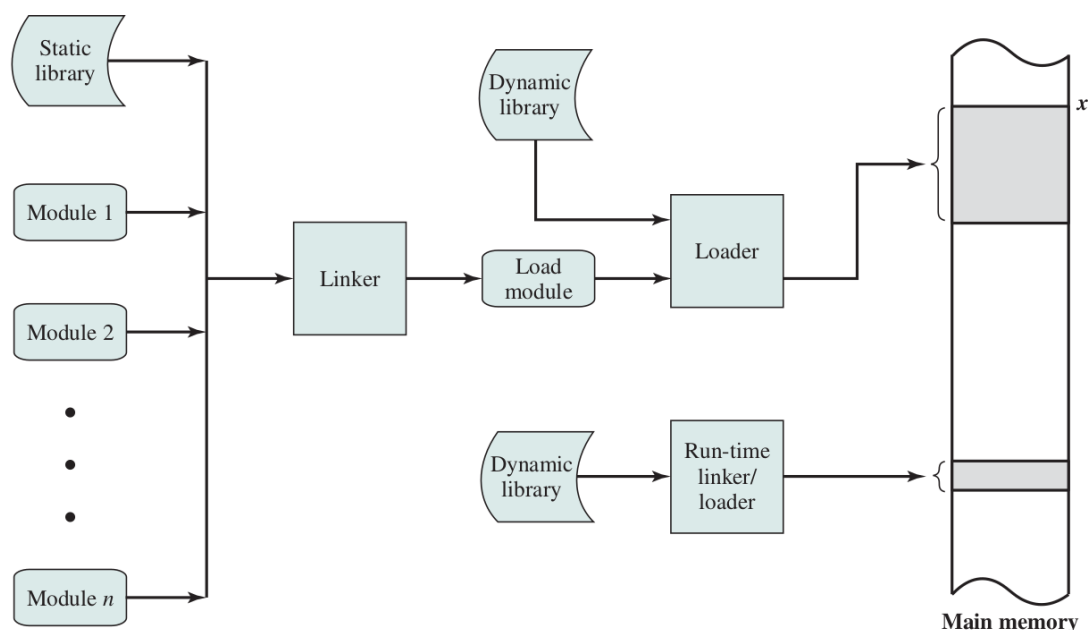 Static
library
Dynamic
library
x
Module 1
Loader
Linker
Load
module
Module 2
Dynamic
library
Run-time
linker/
loader
Module n
Main memory